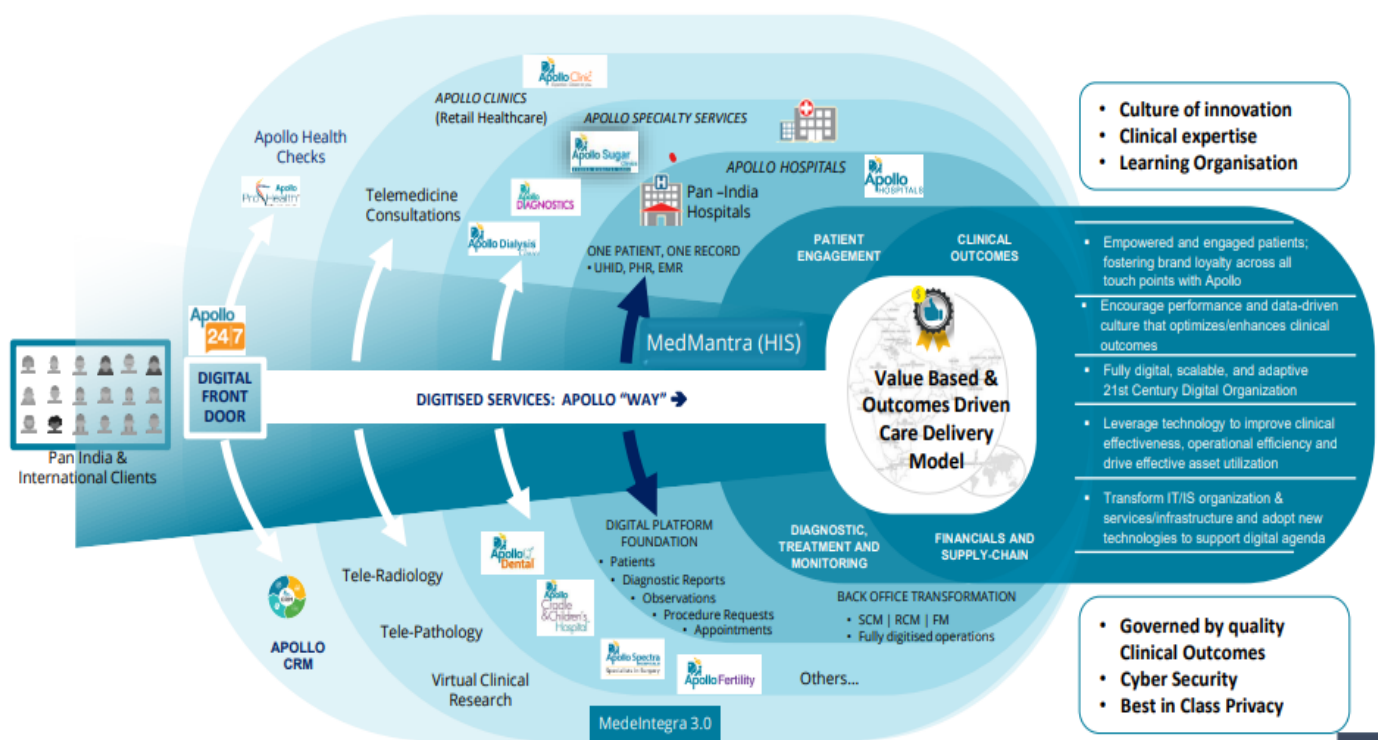 Apollo Clinic
APOLLO CLINICS
(Retail Healthcare)
APOLLO SPECIALTY SERVICES
Apollo Sugar
Clinics
Apollo Health
Checks
Apollo
ProHealth
Telemedicine
Consultations
Apollo
DIAGNOSTICS
Apollo Dialysis
APOLLO HOSPITALS
Apollo
HOSPITALS
H
Pan –India
Hospitals
ONE PATIENT, ONE RECORD
• UHID, PHR, EMR
MedMantra (HIS)
Apollo
24|7
DIGITAL
FRONT
DOOR
DIGITISED SERVICES: APOLLO “WAY” ➔
Pan India &
International Clients
PATIENT
ENGAGEMENT
CLINICAL
OUTCOMES
$
Value Based &
Outcomes Driven
Care Delivery
Model
DIAGNOSTIC,
TREATMENT AND
MONITORING
FINANCIALS AND
SUPPLY-CHAIN
• Culture of innovation
• Clinical expertise
• Learning Organisation
▪ Empowered and engaged patients;
fostering brand loyalty across all
touch points with Apollo
▪ Encourage performance and data-driven
culture that optimizes/enhances clinical
outcomes
▪ Fully digital, scalable, and adaptive
21st Century Digital Organization
▪ Leverage technology to improve clinical
effectiveness, operational efficiency and
drive effective asset utilization
▪ Transform IT/IS organization &
services/infrastructure and adopt new
technologies to support digital agenda
APOLLO
CRM
Tele-Radiology
Tele-Pathology
Virtual Clinical
Research
Apollo
Dental
Apollo
Cradle
&Children's
Hospital
Apollo Spectra
HOSPITALS
Specialists in Surgery
Apollo Fertility
Others…
DIGITAL PLATFORM
FOUNDATION
• Patients
• Diagnostic Reports
• Observations
• Procedure Requests
• Appointments
BACK OFFICE TRANSFORMATION
• SCM | RCM | FM
• Fully digitised operations
MedeIntegra 3.0
• Governed by quality
Clinical Outcomes
• Cyber Security
• Best in Class Privacy